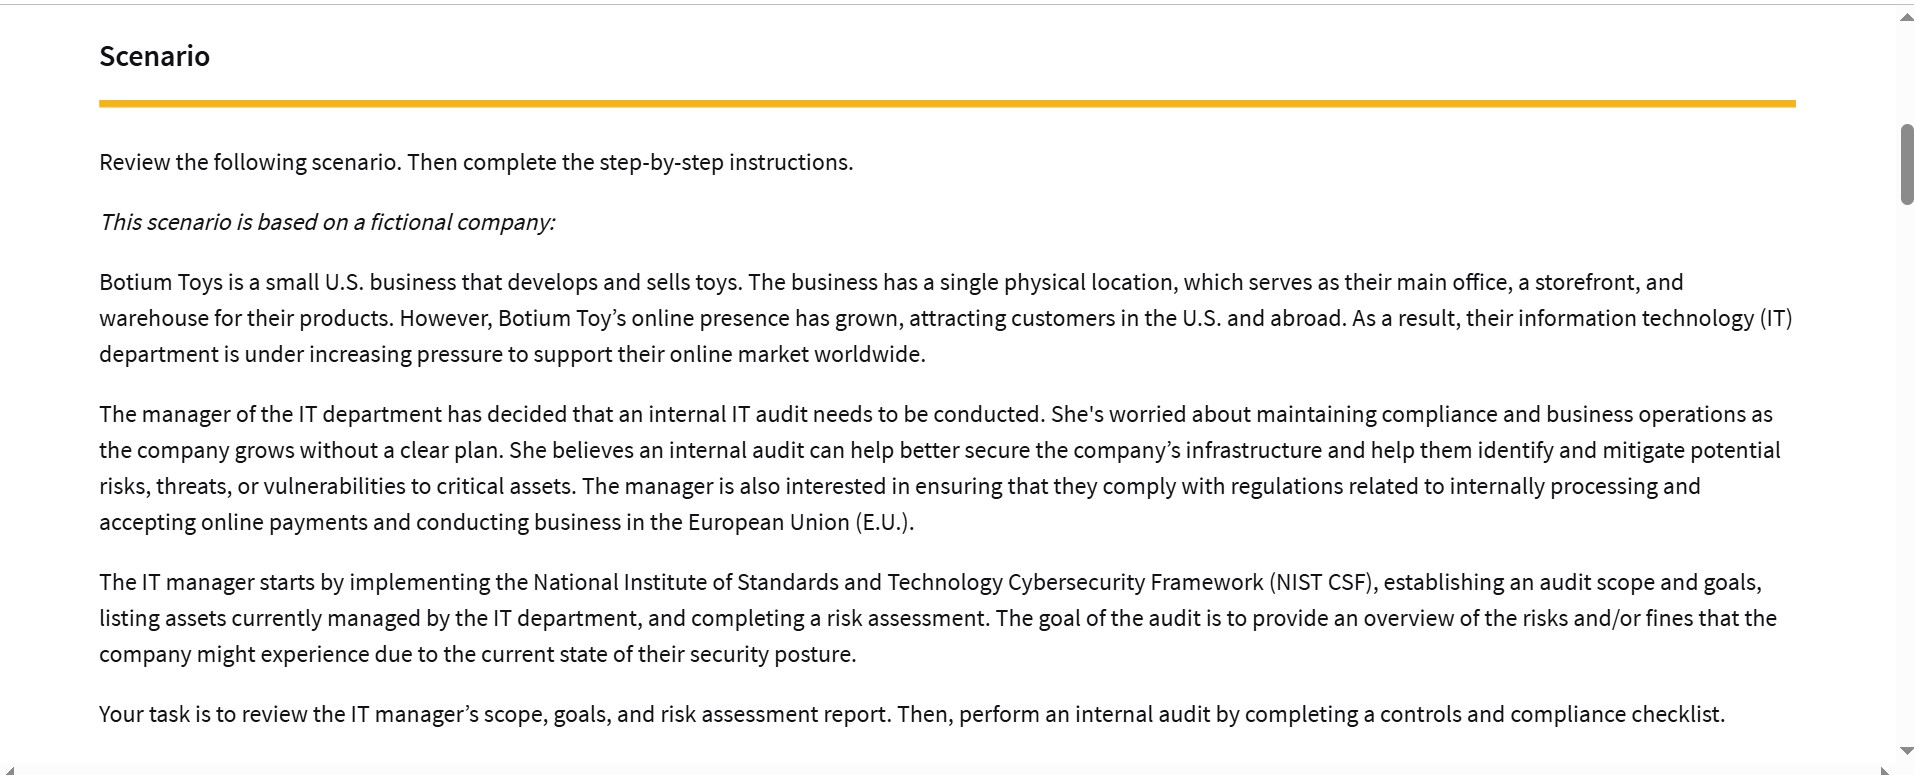 Scenario
Review the following scenario. Then complete the step-by-step instructions.
This scenario is based on a fictional company:
Botium Toys is a small U.S. business that develops and sells toys. The business has a single physical location, which serves as their main office, a storefront, and
warehouse for their products. However, Botium Toy’s online presence has grown, attracting customers in the U.S. and abroad. As a result, their information technology (IT)
department is under increasing pressure to support their online market worldwide.
The manager of the IT department has decided that an internal IT audit needs to be conducted. She's worried about maintaining compliance and business operations as
the company grows without a clear plan. She believes an internal audit can help better secure the company’s infrastructure and help them identify and mitigate potential
risks, threats, or vulnerabilities to critical assets. The manager is also interested in ensuring that they comply with regulations related to internally processing and
accepting online payments and conducting business in the European Union (E.U.).
The IT manager starts by implementing the National Institute of Standards and Technology Cybersecurity Framework (NIST CSF), establishing an audit scope and goals,
listing assets currently managed by the IT department, and completing a risk assessment. The goal of the audit is to provide an overview of the risks and/or fines that the
company might experience due to the current state of their security posture.
Your task is to review the IT manager’s scope, goals, and risk assessment report. Then, perform an internal audit by completing a controls and compliance checklist.